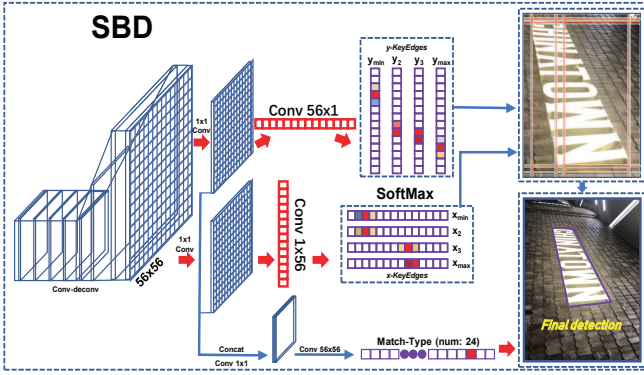 SBD
y-KeyEdges
ymin y2 y3 ymax
1x1
Conv
Conv 56x1
SoftMax
xmin
x2
x3
xmax
x-KeyEdges
Conv 1x56
1x1
Conv
56x56
Conv-deconv
Concat
Conv 1x1
Conv 56x56
Match-Type (num: 24)
Final detection